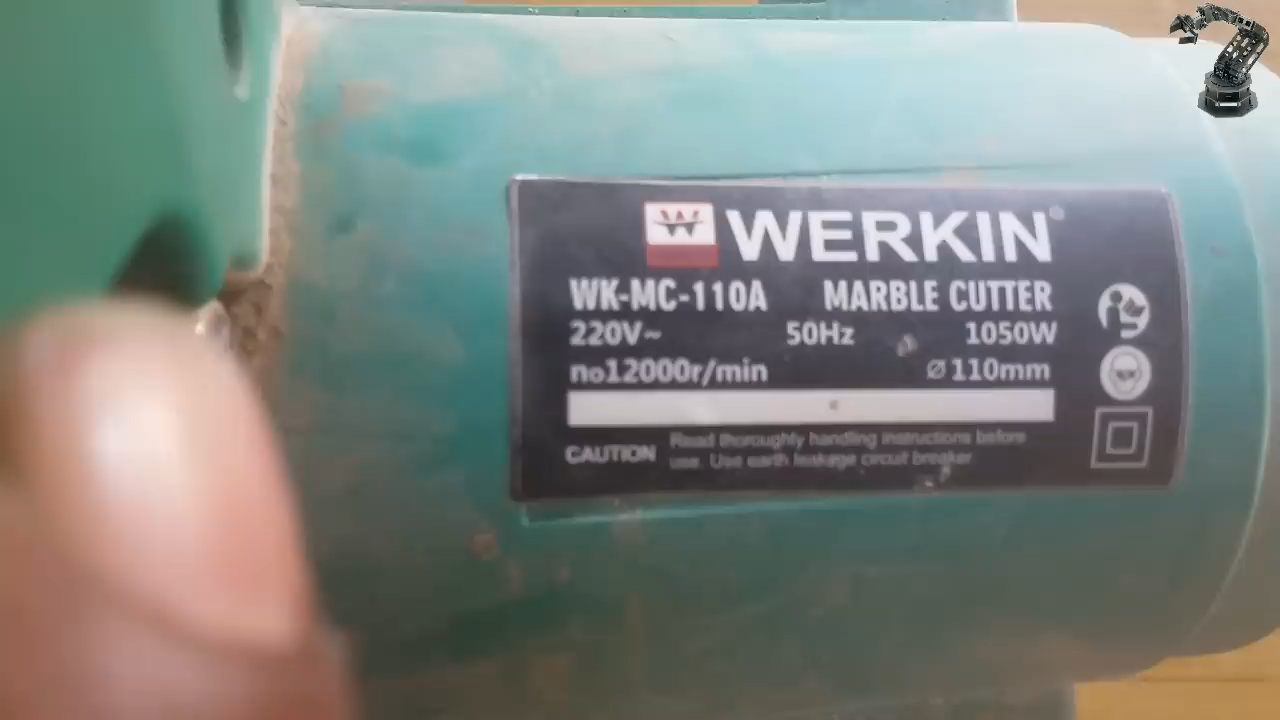 WERKIN®
WK-MC-110A MARBLE CUTTER
220V~ 50Hz 1050W
no12000r/min Ø110mm
CAUTION Read thoroughly handling instructions before
use. Use earth leakage circuit breaker